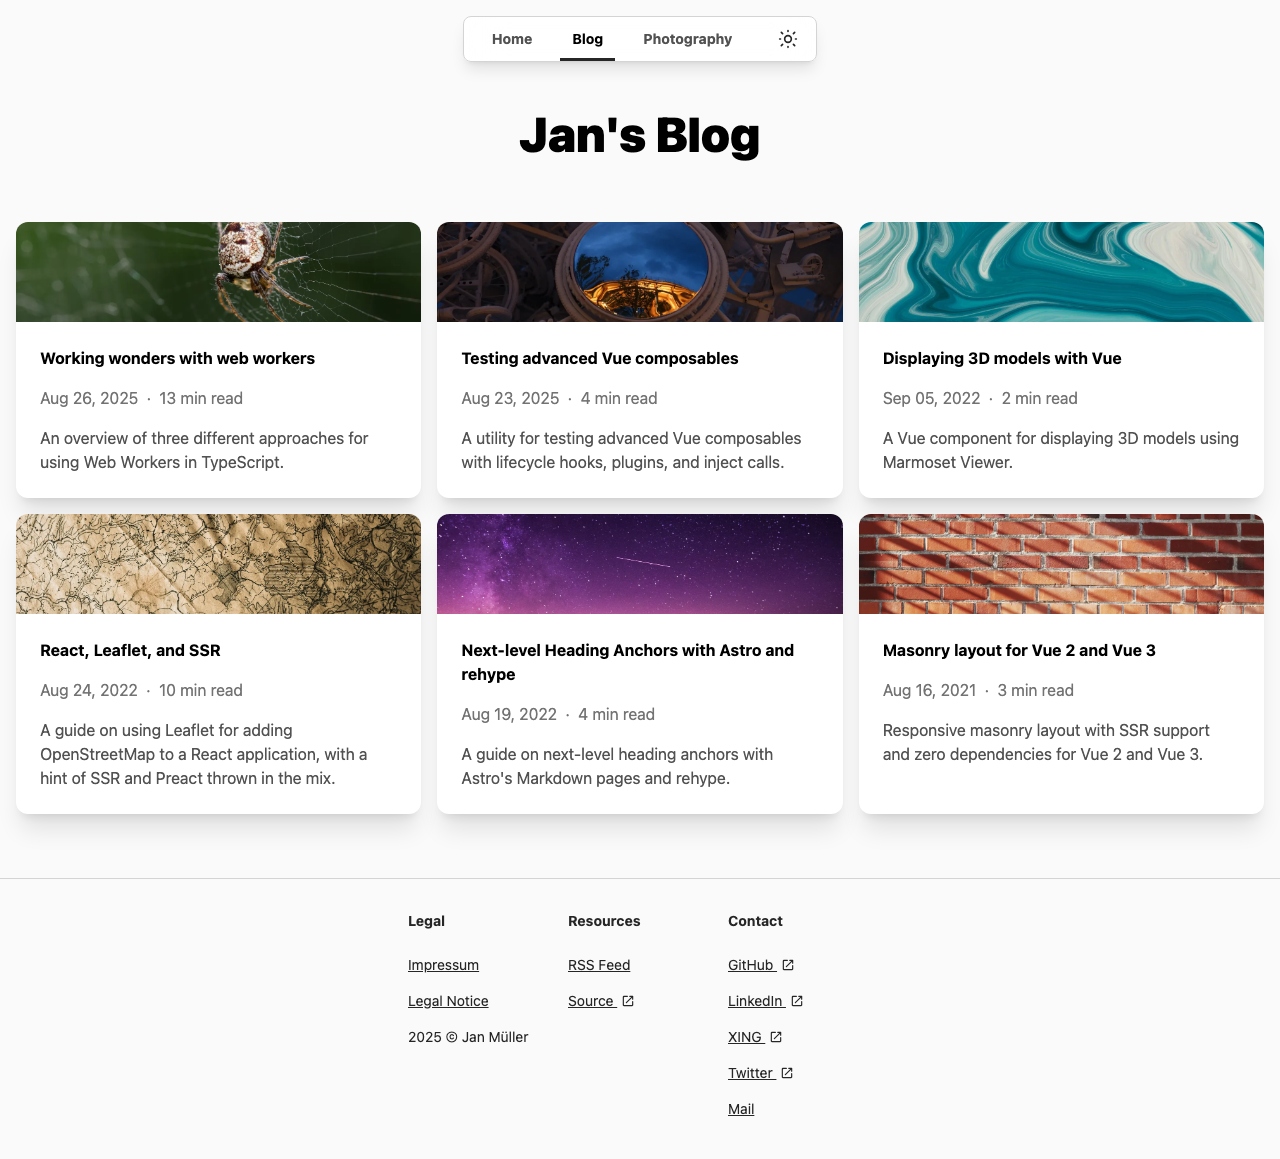 Home Blog Photography
Jan's Blog
Working wonders with web workers
Aug 26, 2025 · 13 min read
An overview of three different approaches for
using Web Workers in TypeScript.
Testing advanced Vue composables
Aug 23, 2025 · 4 min read
A utility for testing advanced Vue composables
with lifecycle hooks, plugins, and inject calls.
Displaying 3D models with Vue
Sep 05, 2022 · 2 min read
A Vue component for displaying 3D models using
Marmoset Viewer.
React, Leaflet, and SSR
Aug 24, 2022 · 10 min read
A guide on using Leaflet for adding
OpenStreetMap to a React application, with a
hint of SSR and Preact thrown in the mix.
Next-level Heading Anchors with Astro and
rehype
Aug 19, 2022 · 4 min read
A guide on next-level heading anchors with
Astro's Markdown pages and rehype.
Masonry layout for Vue 2 and Vue 3
Aug 16, 2021 · 3 min read
Responsive masonry layout with SSR support
and zero dependencies for Vue 2 and Vue 3.
Legal
Impressum
Legal Notice
2025 © Jan Müller
Resources
RSS Feed
Source
Contact
GitHub
LinkedIn
XING
Twitter
Mail